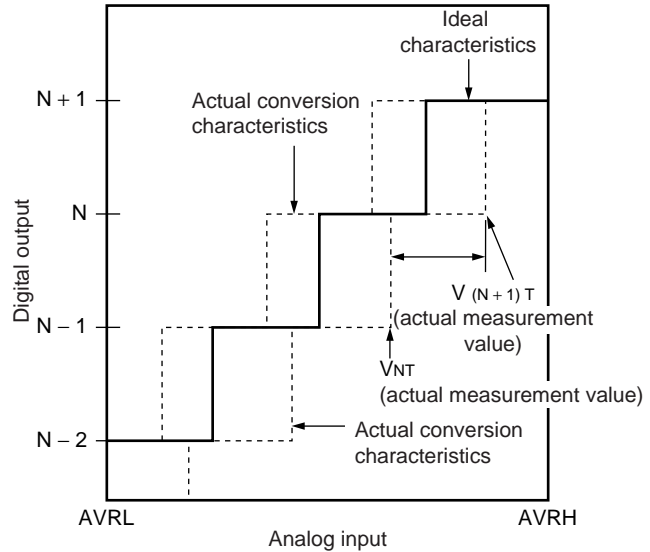 Ideal
characteristics
N + 1
Actual conversion
characteristics
N
Digital output
V (N + 1) T
(actual measurement
value)
N – 1
VNT
(actual measurement value)
Actual conversion
characteristics
N – 2
AVRL
AVRH
Analog input